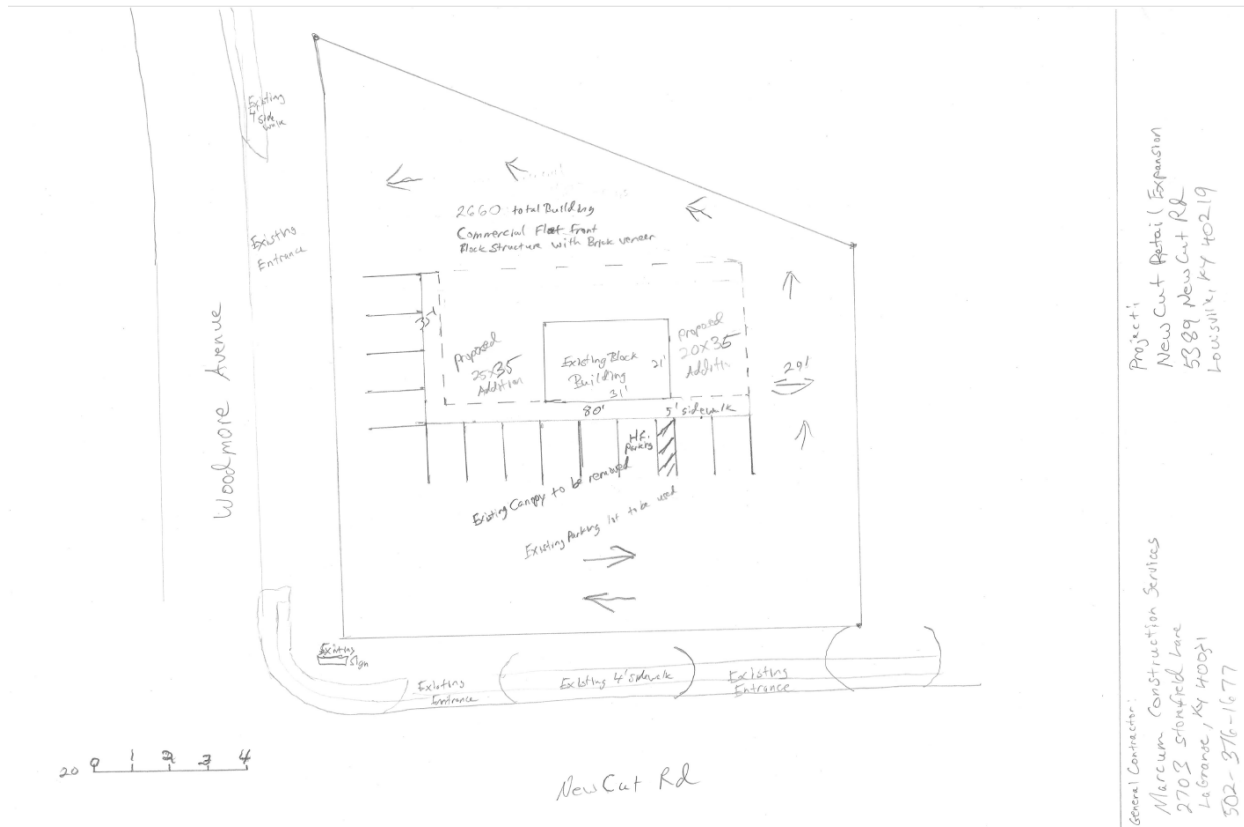 Existing
4' side
walk
Existing
Entrance
Woodmore Avenue
2660 total Building
Commercial Flat Front
Block Structure with Brick veneer
35'
Proposed
25x35
Addition
Existing Block
Building
31'
21'
Proposed
20x35
Additn
29'
80'
5' sidewalk
H.C.
Parking
Existing Canopy to be removed
Existing Parking lot to be used
Existing
Sign
Existing
Entrance
Existing 4' sidewalk
Existing
Entrance
20 0 1 2 3 4
New Cut Rd
Project:
New Cut Retail Expansion
5389 New Cut Rd
Louisville, KY 40219
General Contractor:
Marcum Construction Services
2703 Lane
LaGrange, KY 40031
502-376-1677